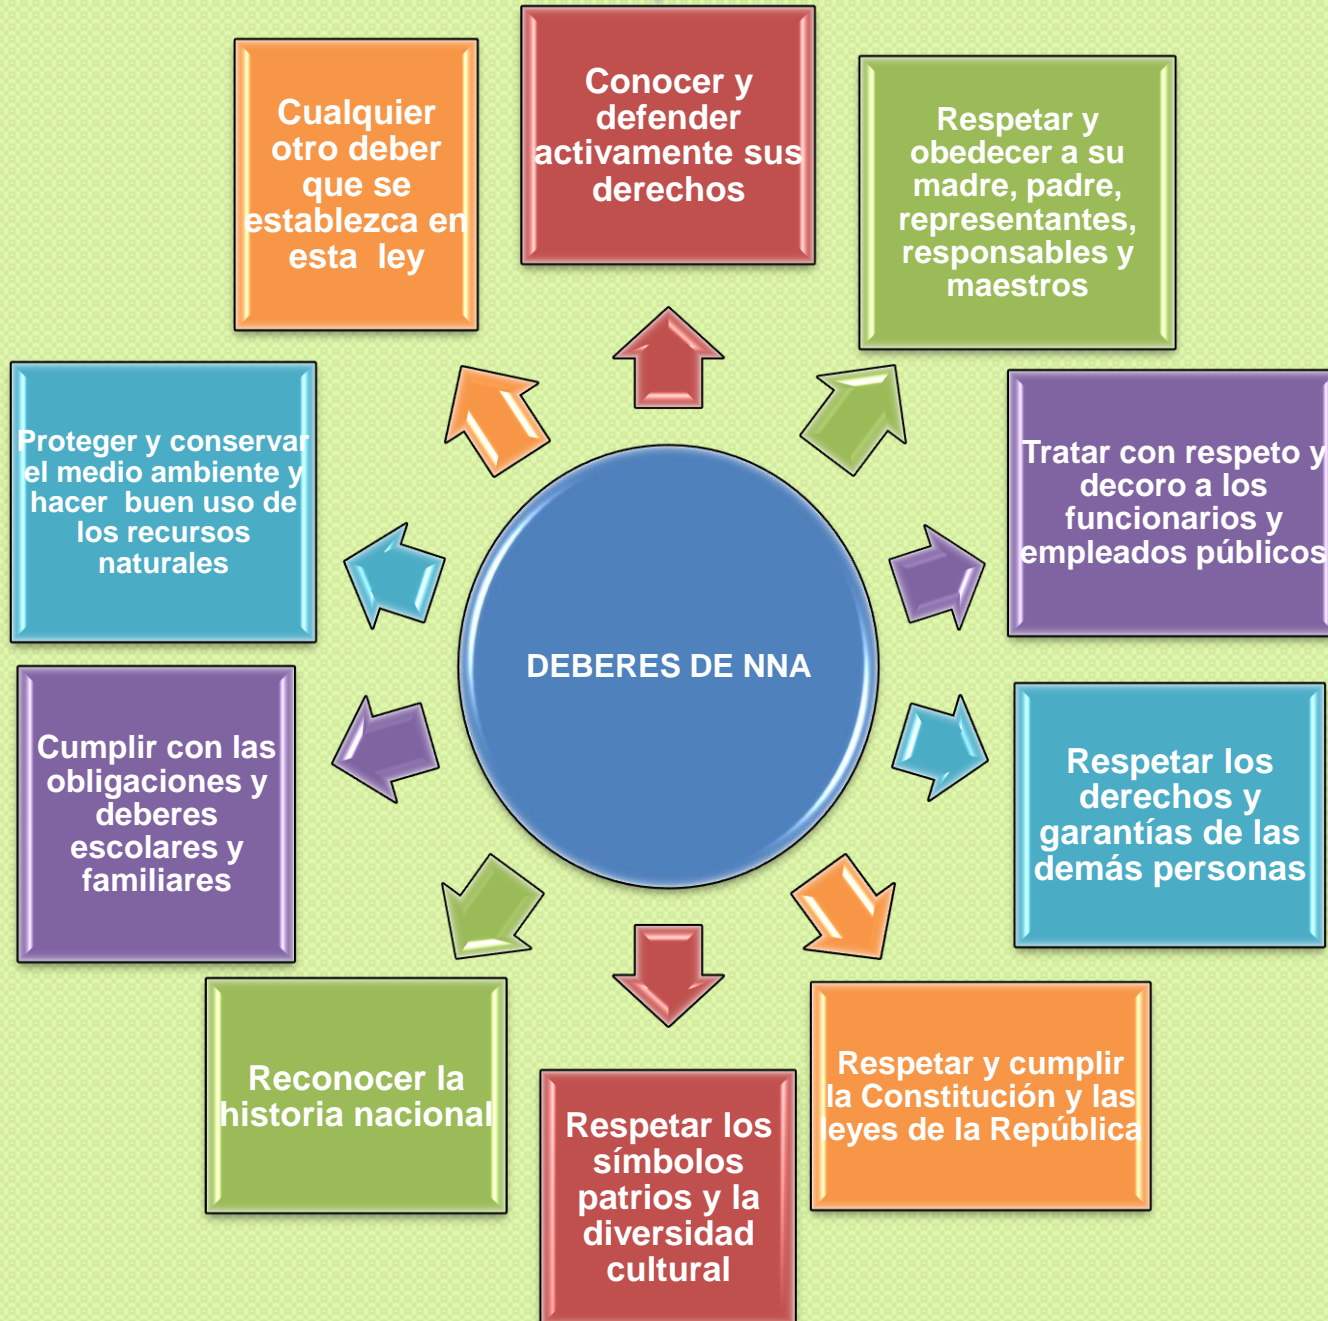 Conocer y
defender
activamente sus
derechos
Respetar y
obedecer a su
madre, padre,
representantes,
responsables y
maestros
Tratar con respeto y
decoro a los
funcionarios y
empleados públicos
Respetar los
derechos y
garantías de las
demás personas
Respetar y cumplir
la Constitución y las
leyes de la República
Respetar los
símbolos
patrios y la
diversidad
cultural
Reconocer la
historia nacional
Cumplir con las
obligaciones y
deberes
escolares y
familiares
Proteger y conservar
el medio ambiente y
hacer buen uso de
los recursos
naturales
Cualquier
otro deber
que se
establezca en
esta ley
DEBERES DE NNA